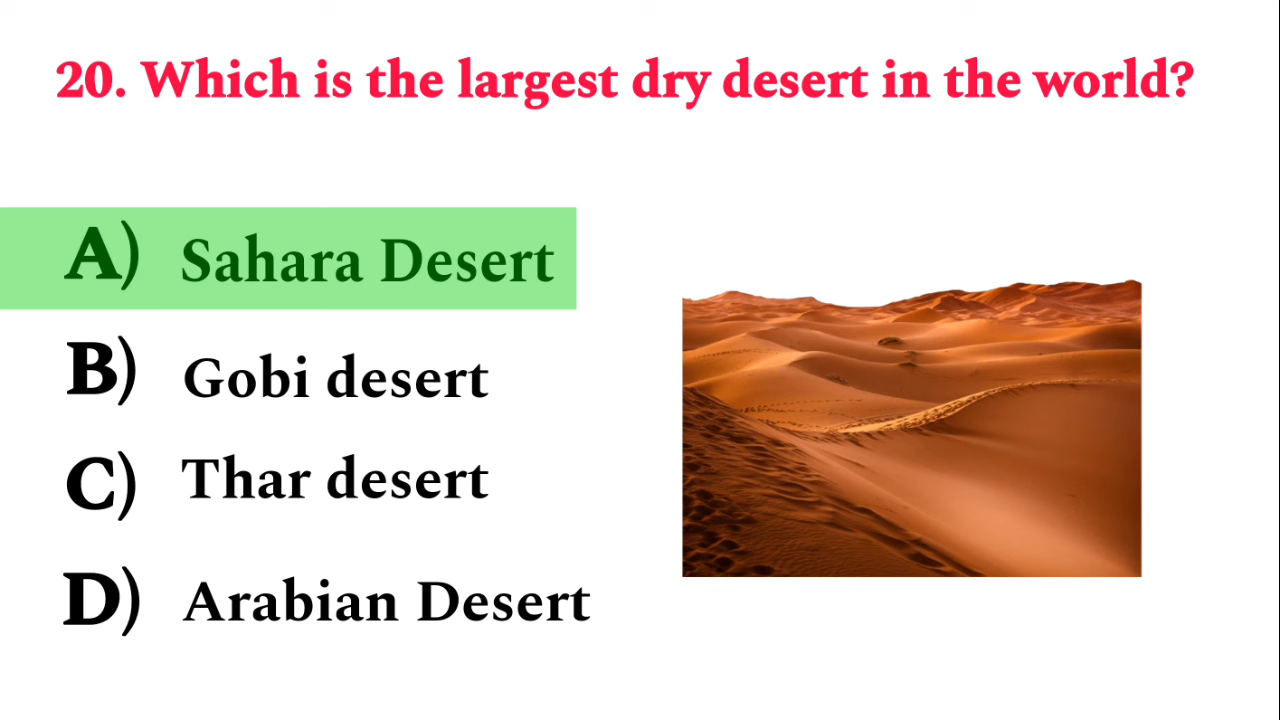 20. Which is the largest dry desert in the world?
A) Sahara Desert
B) Gobi desert
C) Thar desert
D) Arabian Desert